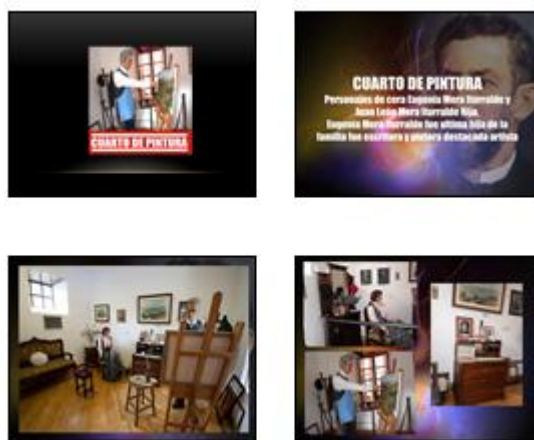 CUARTO DE PINTURA
CUARTO DE PINTURA
Personajes de cera Eugenia Mera Iturralde y
Juan León Mera Iturralde Hijo.
Eugenia Mera Iturralde fue ultima hija de la
familia fue escritora y pintora destacada artista